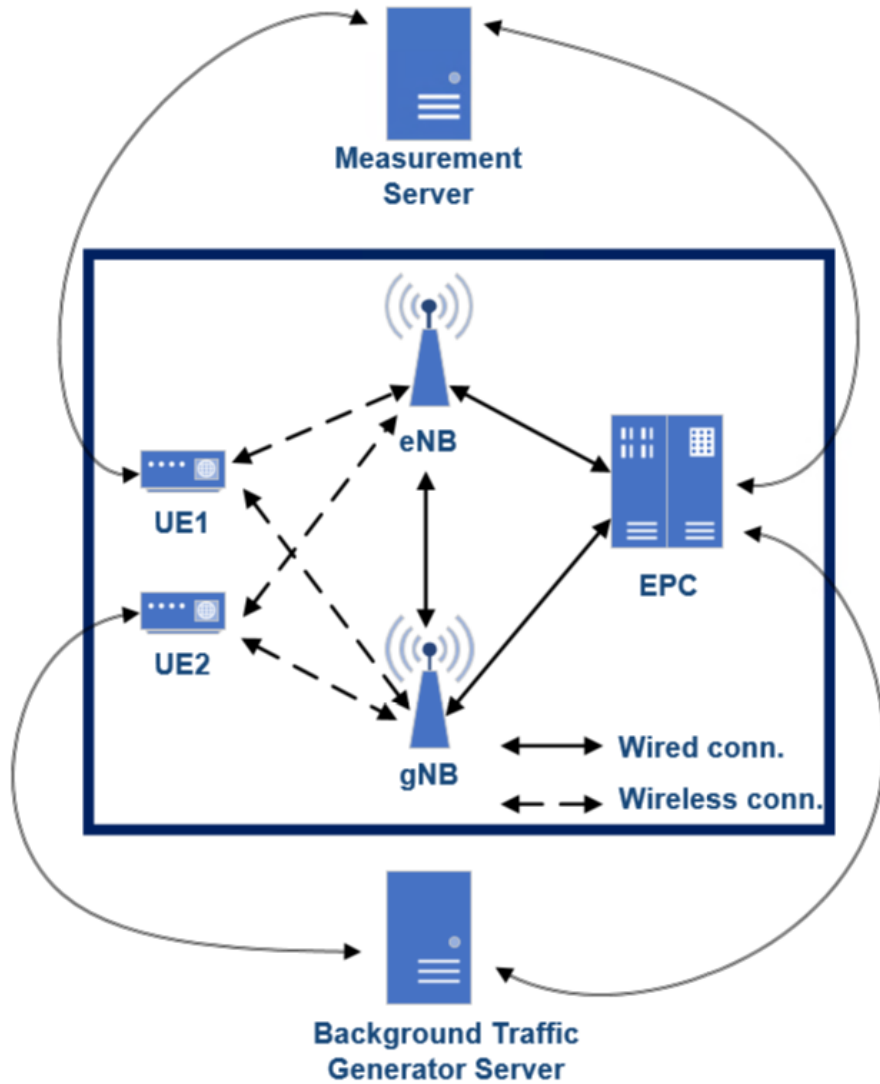 Measurement
Server
eNB
UE1
EPC
UE2
gNB
Wired conn.
Wireless conn.
Background Traffic
Generator Server